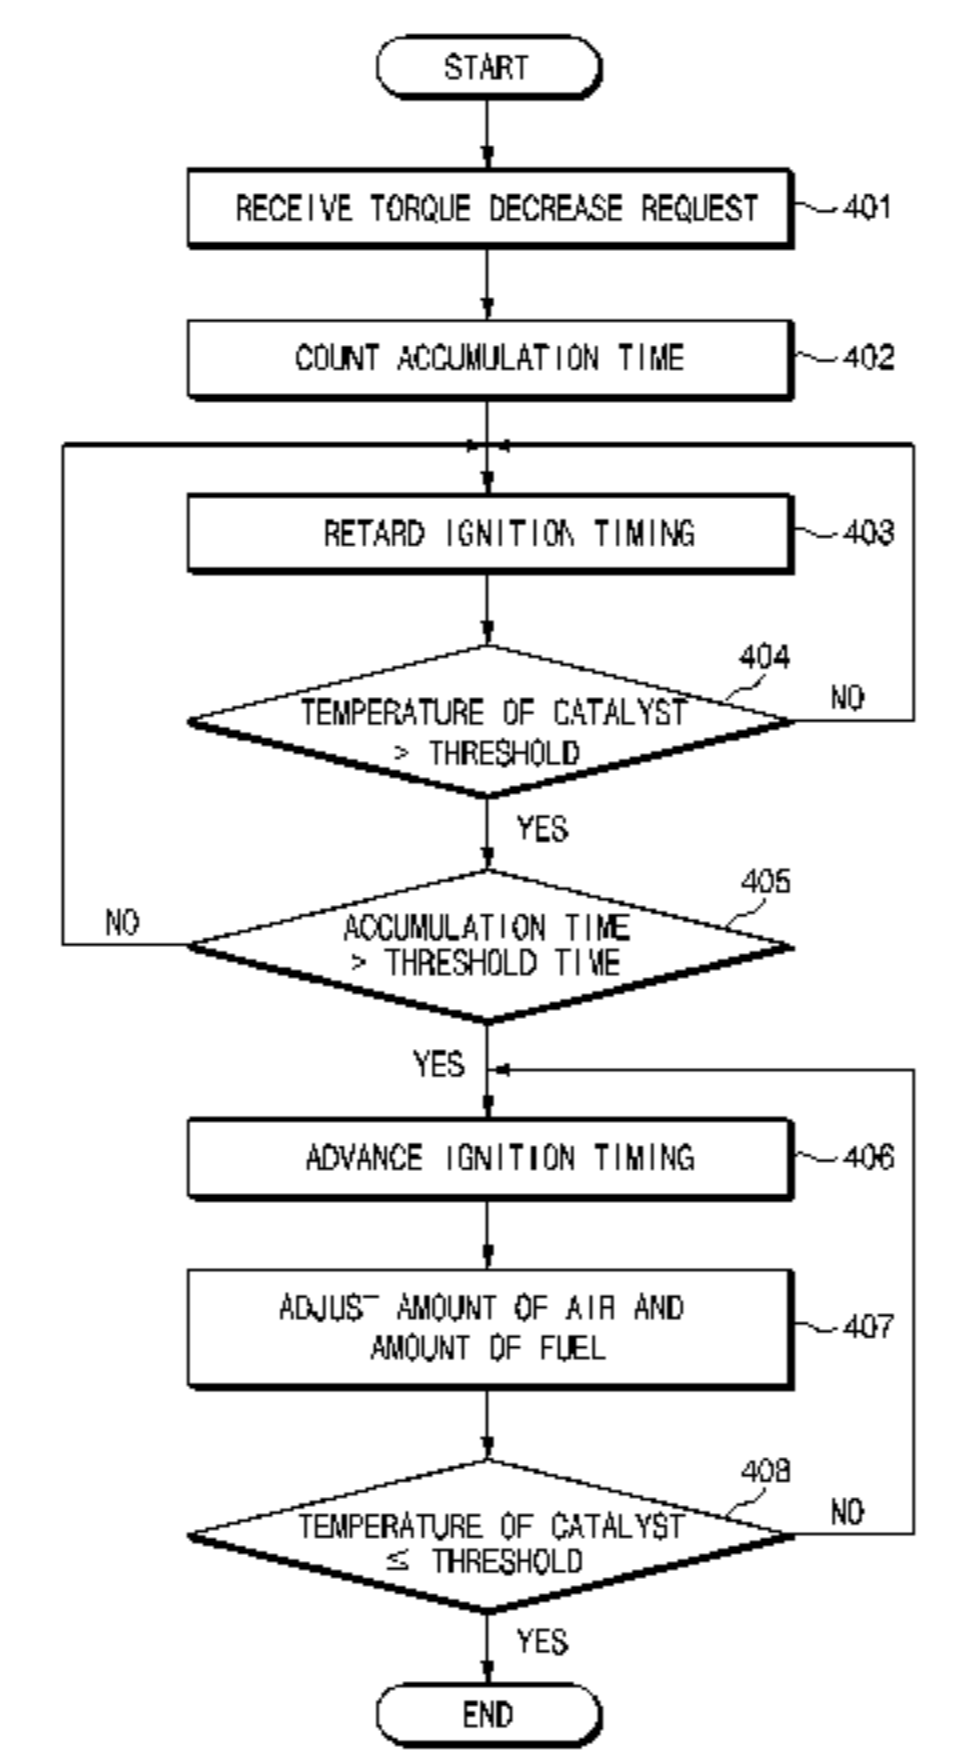 START
RECEIVE TORQUE DECREASE REQUEST
401
COUNT ACCUMULATION TIME
402
RETARD IGNITION TIMING
403
404
TEMPERATURE OF CATALYST
> THRESHOLD
NO
YES
405
ACCUMULATION TIME
> THRESHOLD TIME
NO
YES
ADVANCE IGNITION TIMING
406
ADJUST AMOUNT OF AIR AND
AMOUNT OF FUEL
407
408
TEMPERATURE OF CATALYST
≤ THRESHOLD
NO
YES
END